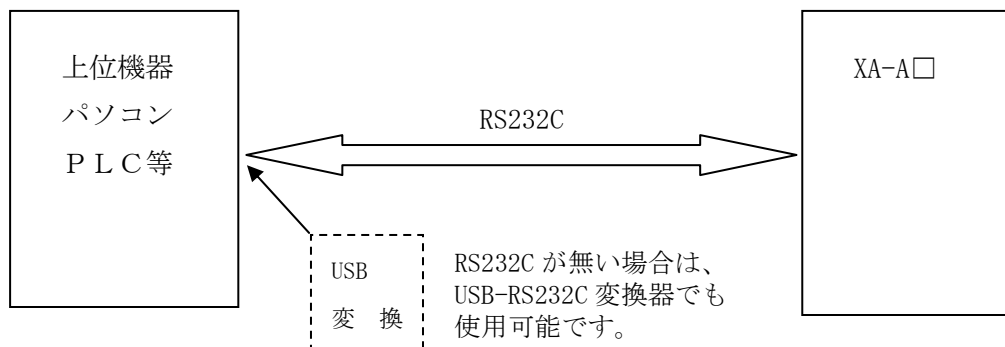 上位機器
パソコン
ＰＬＣ等
RS232C
XA-A□
USB
変　換
RS232C が無い場合は、
USB-RS232C 変換器でも
使用可能です。